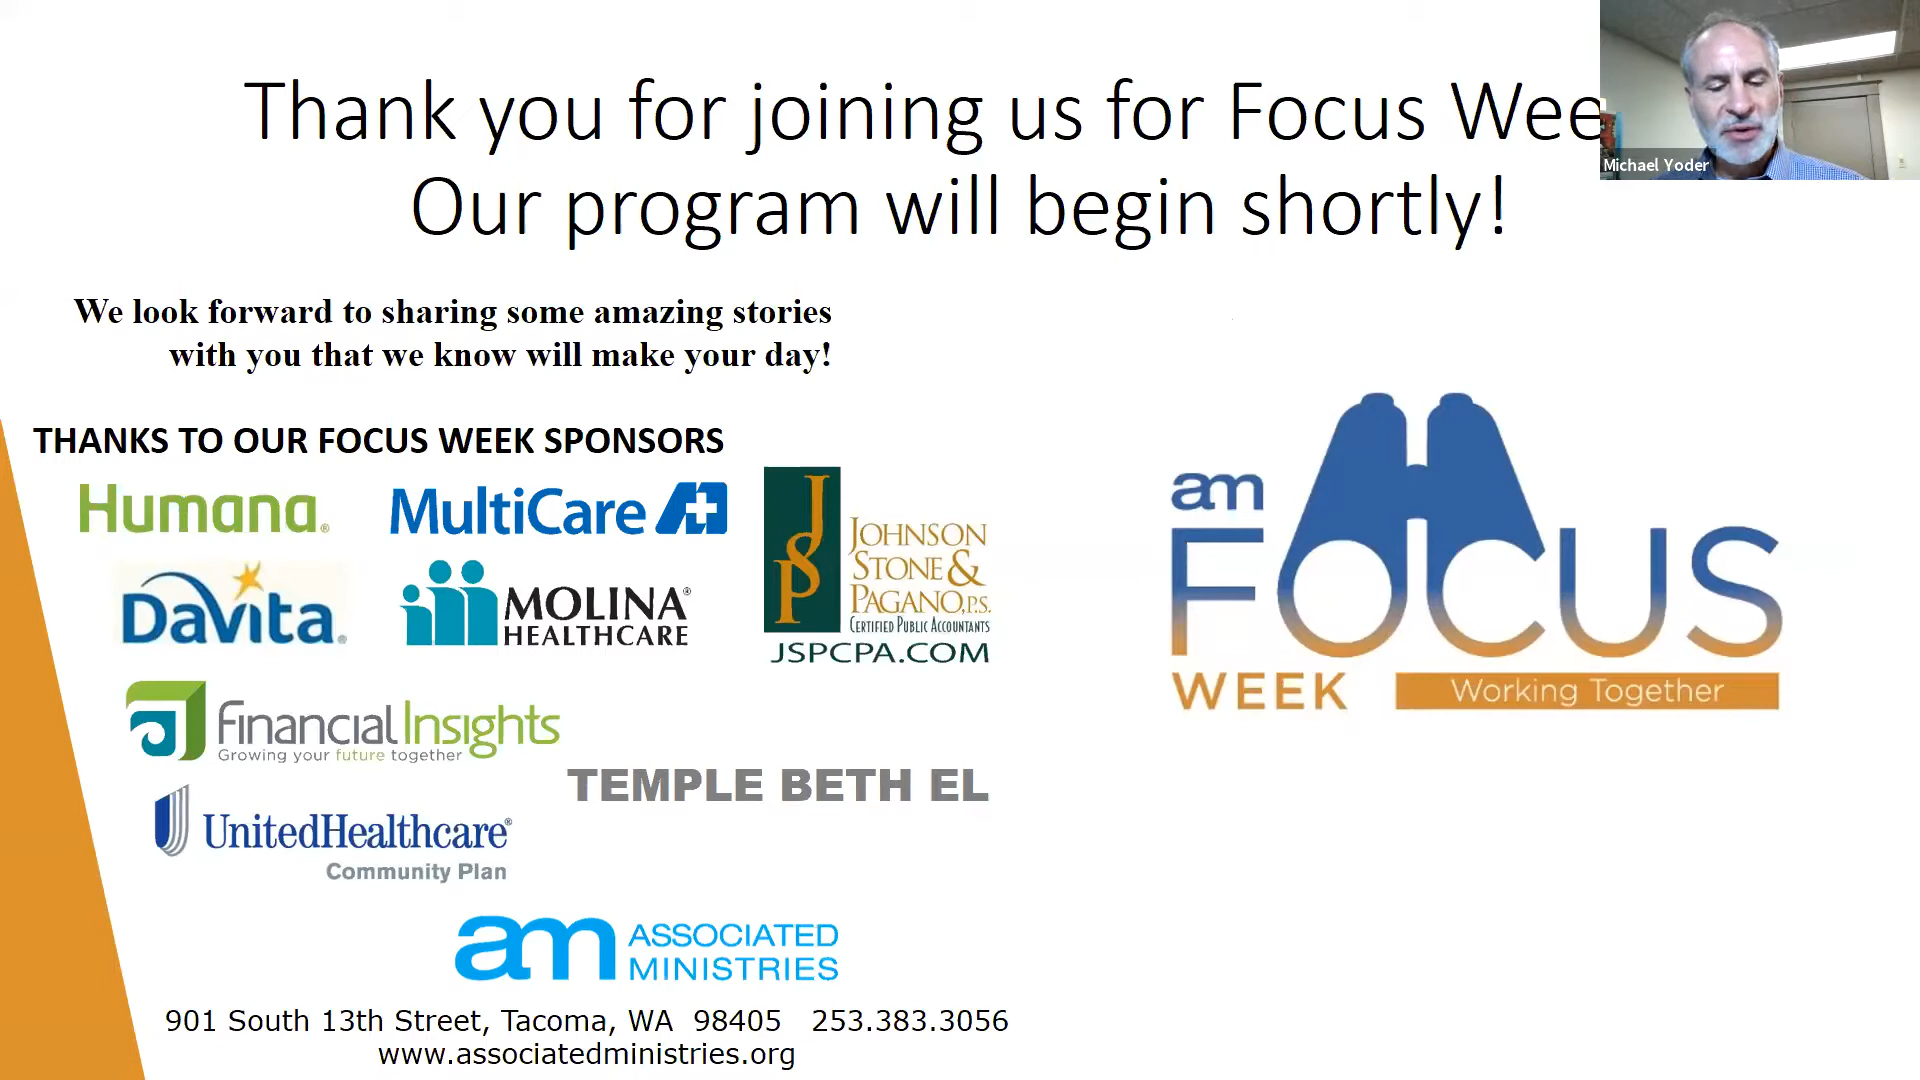 Thank you for joining us for Focus Wee
Our program will begin shortly!
Michael Yoder
We look forward to sharing some amazing stories
with you that we know will make your day!
THANKS TO OUR FOCUS WEEK SPONSORS
Humana®
MultiCare
JSP
JOHNSON
STONE &
PAGANO, P.S.
CERTIFIED PUBLIC ACCOUNTANTS
JSPCPA.COM
DaVita®
MOLINA®
HEALTHCARE
Financial Insights
Growing your future together
TEMPLE BETH EL
UnitedHealthcare®
Community Plan
am ASSOCIATED
MINISTRIES
901 South 13th Street, Tacoma, WA 98405 253.383.3056
www.associatedministries.org
am
FOCUS
WEEK Working Together